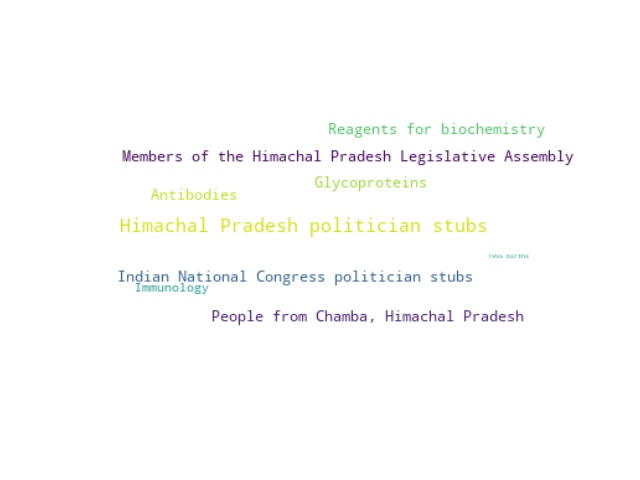 Reagents for biochemistry
Members of the Himachal Pradesh Legislative Assembly
Glycoproteins
Antibodies
Himachal Pradesh politician stubs
births
Indian National Congress politician stubs
Immunology
People from Chamba, Himachal Pradesh